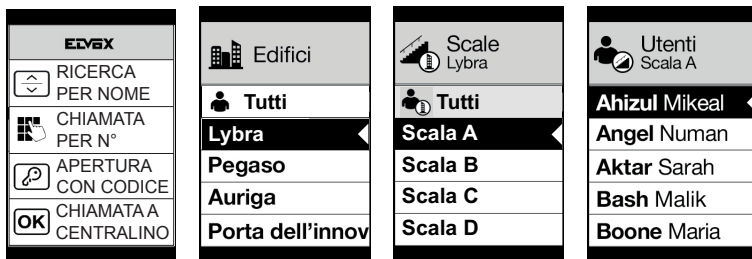 ELVOX
RICERCA
PER NOME
CHIAMATA
PER N°
APERTURA
CON CODICE
OK
CHIAMATA A
CENTRALINO
Edifici
Tutti
Lybra
Pegaso
Auriga
Porta dell'innov
Scale
Lybra
Tutti
Scala A
Scala B
Scala C
Scala D
Utenti
Scala A
Ahizul Mikeal
Angel Numan
Aktar Sarah
Bash Malik
Boone Maria